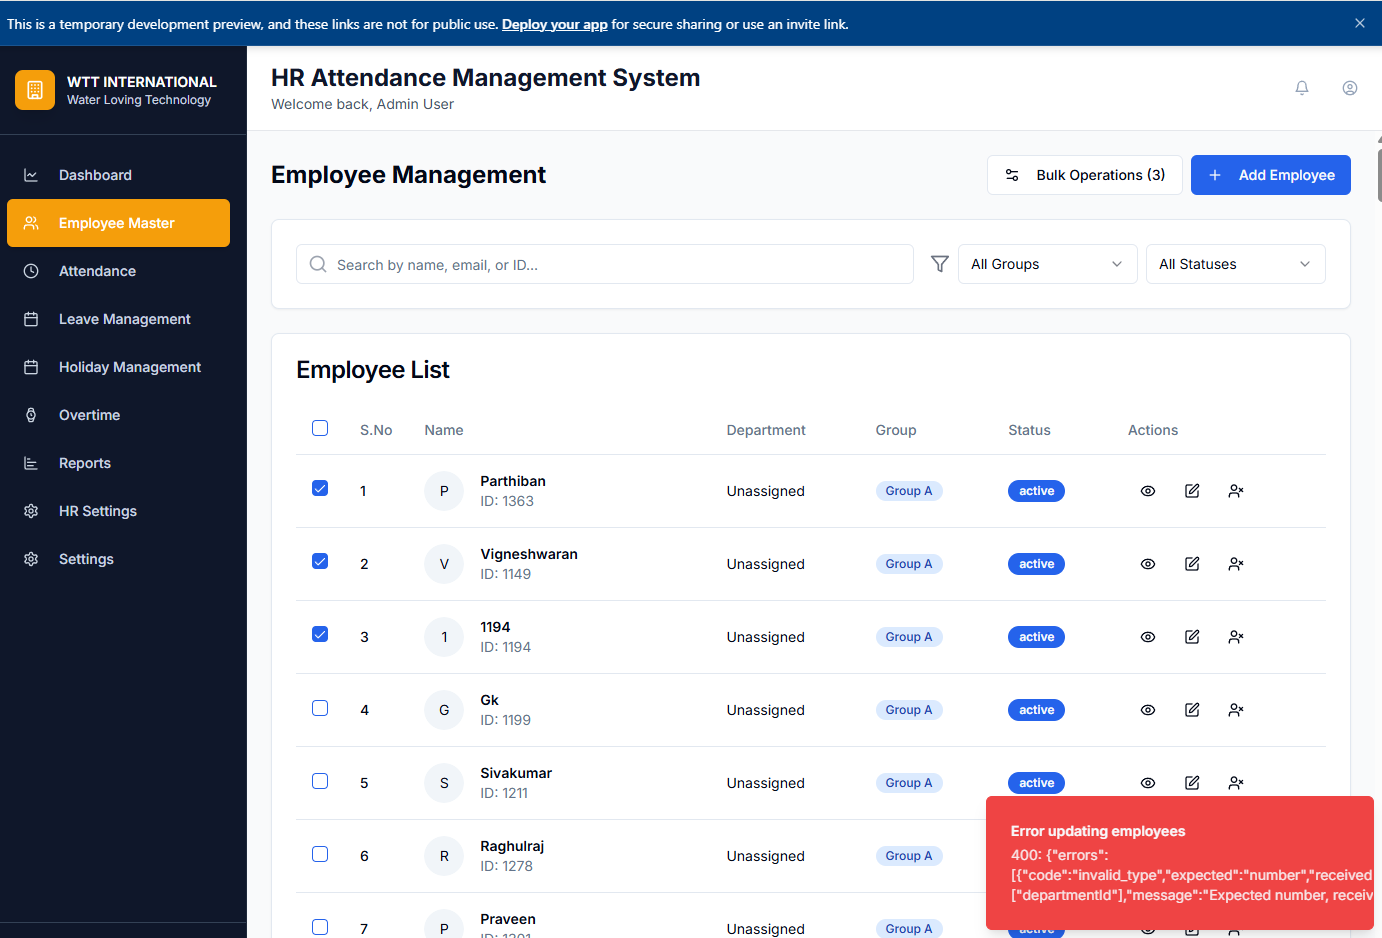 This is a temporary development preview, and these links are not for public use. Deploy your app for secure sharing or use an invite link.
WTT INTERNATIONAL
Water Loving Technology
HR Attendance Management System
Welcome back, Admin User
Dashboard
Employee Master
Attendance
Leave Management
Holiday Management
Overtime
Reports
HR Settings
Settings
Employee Management
Bulk Operations (3)
Add Employee
Search by name, email, or ID...
All Groups
All Statuses
Employee List
S.No Name Department Group Status Actions
1 P Parthiban Unassigned Group A active
ID: 1363
2 V Vigneshwaran Unassigned Group A active
ID: 1149
3 1 1194 Unassigned Group A active
ID: 1194
4 G Gk Unassigned Group A active
ID: 1199
5 S Sivakumar Unassigned Group A active
ID: 1211
6 R Raghulraj Unassigned Group A
ID: 1278
7 P Praveen Unassigned Group A active
Error updating employees
400: {"errors":
[{"code":"invalid_type","expected":"number","received
["departmentId"],"message":"Expected number, receiv